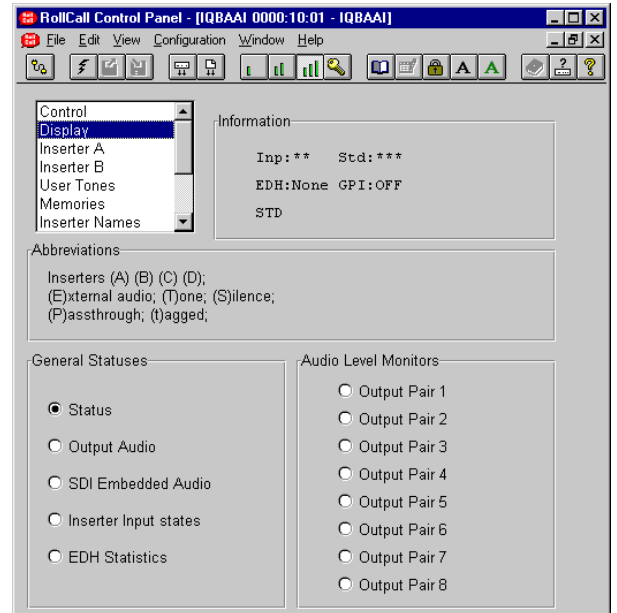 RollCall Control Panel - [IQBAAI 0000:10:01 - IQBAAI]
File Edit View Configuration Window Help
A A
Control
Display
Inserter A
Inserter B
User Tones
Memories
Inserter Names
Information
Inp:** Std:***
EDH:None GPI:OFF
STD
Abbreviations
Inserters (A) (B) (C) (D);
(E)xternal audio; (T)one; (S)ilence;
(P)assthrough; (t)agged;
General Statuses
Status
Output Audio
SDI Embedded Audio
Inserter Input states
EDH Statistics
Audio Level Monitors
Output Pair 1
Output Pair 2
Output Pair 3
Output Pair 4
Output Pair 5
Output Pair 6
Output Pair 7
Output Pair 8